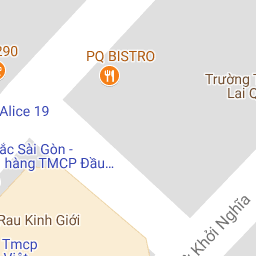 290
PQ BISTRO
Trường T
Lai Q
Alice 19
ắc Sài Gòn -
hàng TMCP Đầu...
Rau Kinh Giới
Khởi Nghĩa
Tmcp
Việt